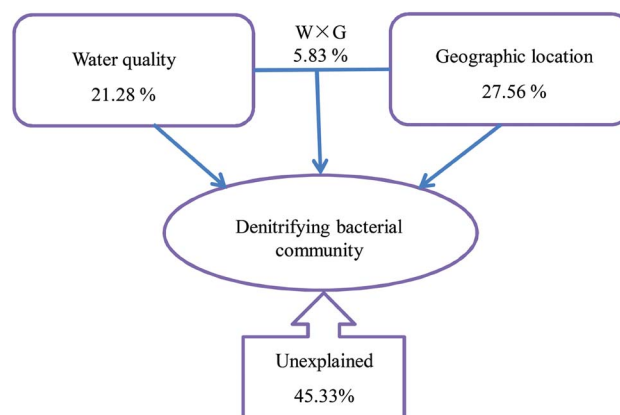 Water quality
21.28 %
W×G
5.83 %
Geographic location
27.56 %
Denitrifying bacterial
community
Unexplained
45.33%